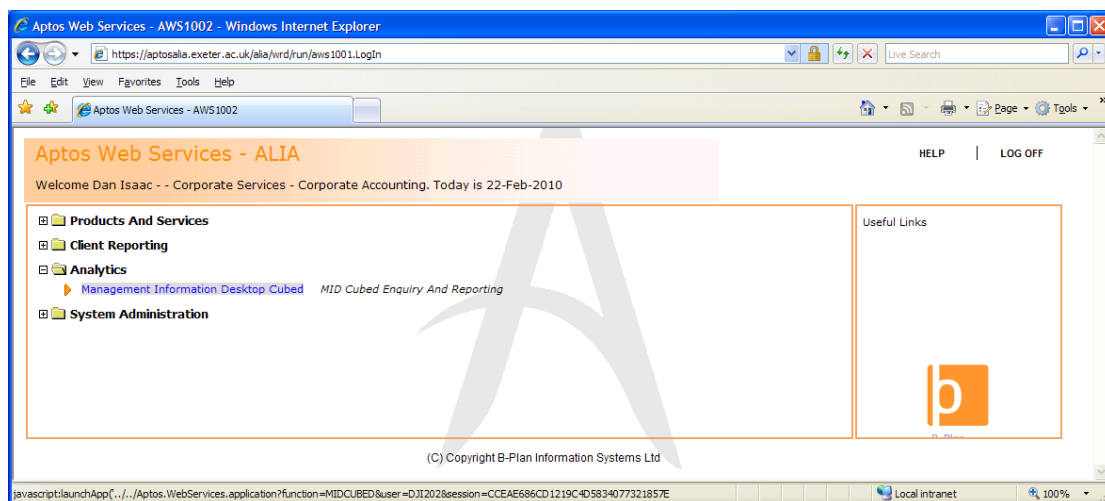 Aptos Web Services - AWS1002 - Windows Internet Explorer
https://aptosalia.exeter.ac.uk/alia/wrd/run/aws1001.LogIn
Live Search
File Edit View Favorites Tools Help
Aptos Web Services - AWS1002
Page Tools
Aptos Web Services - ALIA
HELP | LOG OFF
Welcome Dan Isaac - - Corporate Services - Corporate Accounting. Today is 22-Feb-2010
Products And Services
Useful Links
Client Reporting
Analytics
Management Information Desktop Cubed MID Cubed Enquiry And Reporting
System Administration
b
(C) Copyright B-Plan Information Systems Ltd
javascript:launchApp('../../Aptos.WebServices.application?function=MIDCUBED&user=DJI202&session=CCEAE686CD1219C4D5834077321857E
Local intranet
100%